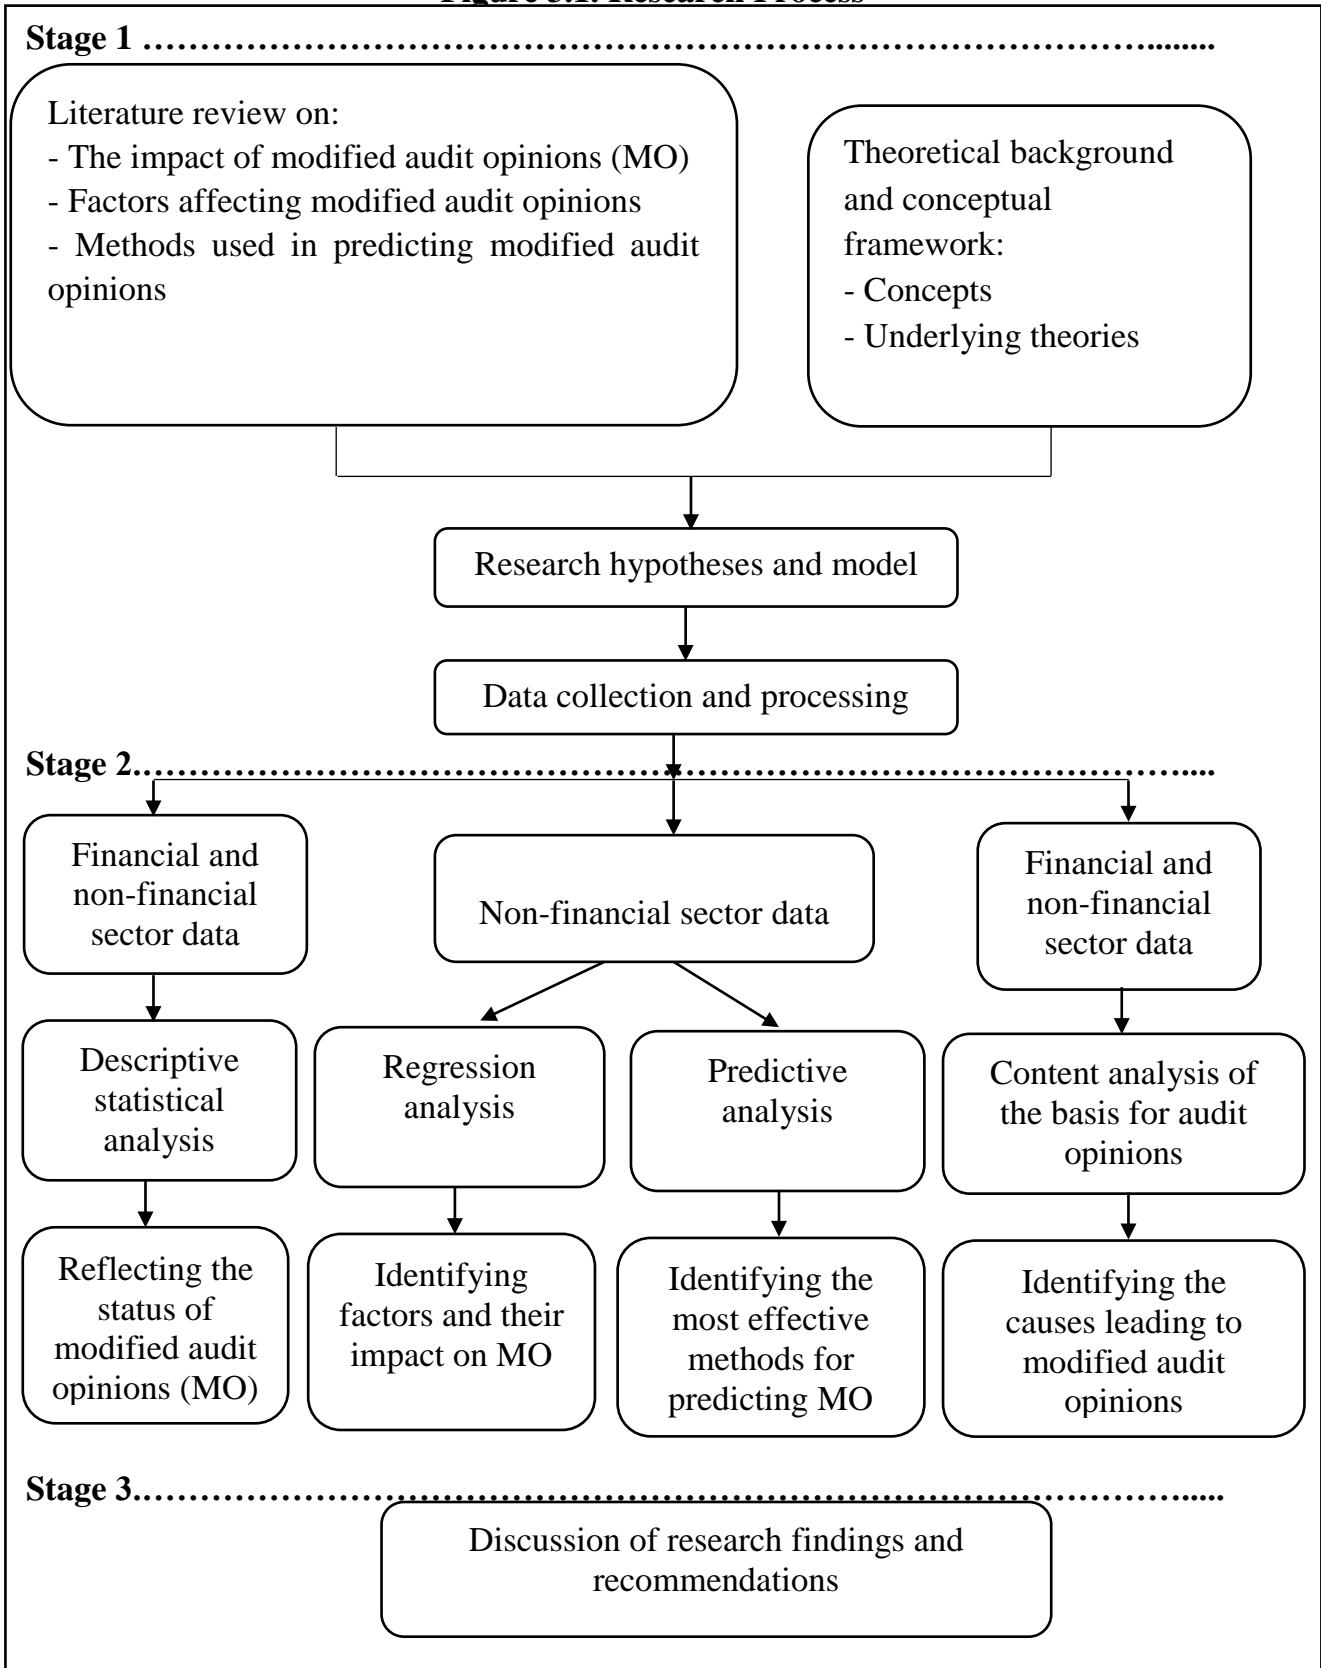 Figure 3.1. Research Process
Stage 1 ……………………………………………………………………………........
Literature review on:
- The impact of modified audit opinions (MO)
- Factors affecting modified audit opinions
- Methods used in predicting modified audit
opinions
Theoretical background
and conceptual
framework:
- Concepts
- Underlying theories
Research hypotheses and model
Data collection and processing
Stage 2……………………………………………………………………………....
Financial and
non-financial
sector data
Non-financial sector data
Financial and
non-financial
sector data
Descriptive
statistical
analysis
Regression
analysis
Predictive
analysis
Content analysis of
the basis for audit
opinions
Reflecting the
status of
modified audit
opinions (MO)
Identifying
factors and their
impact on MO
Identifying the
most effective
methods for
predicting MO
Identifying the
causes leading to
modified audit
opinions
Stage 3…………………………………………………………………………….....
Discussion of research findings and
recommendations